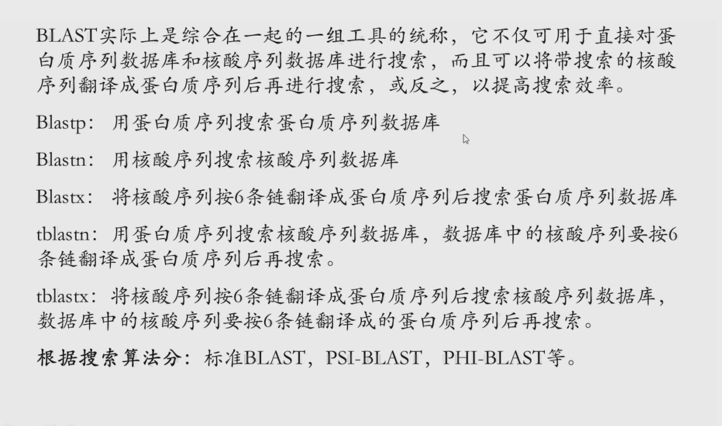 BLAST实际上是综合在一起的一组工具的统称，它不仅可用于直接对蛋
白质序列数据库和核酸序列数据库进行搜索，而且可以将带搜索的核酸
序列翻译成蛋白质序列后再进行搜索，或反之，以提高搜索效率。
Blastp： 用蛋白质序列搜索蛋白质序列数据库
Blastn： 用核酸序列搜索核酸序列数据库
Blastx： 将核酸序列按6条链翻译成蛋白质序列后搜索蛋白质序列数据库
tblastn： 用蛋白质序列搜索核酸序列数据库，数据库中的核酸序列要按6
条链翻译成蛋白质序列后再搜索。
tblastx： 将核酸序列按6条链翻译成蛋白质序列后搜索核酸序列数据库，
数据库中的核酸序列要按6条链翻译成的蛋白质序列后再搜索。
根据搜索算法分： 标准BLAST，PSI-BLAST，PHI-BLAST等。